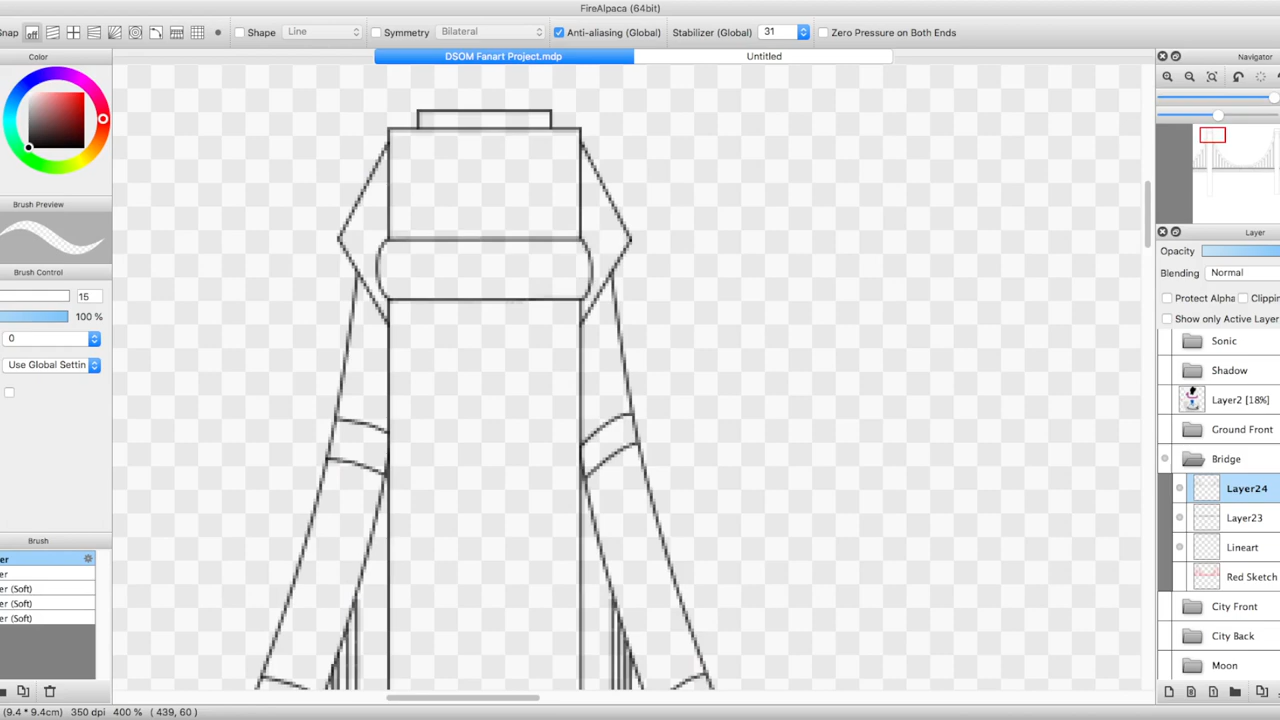 FireAlpaca (64bit)
Snap Shape Line Symmetry Bilateral Anti-aliasing (Global) Stabilizer (Global) 31 Zero Pressure on Both Ends
Color
DSOM Fanart Project.mdp
Untitled
Navigator
Brush Preview
Brush Control
15
100 %
0
Use Global Settin
Brush
er
er
er (Soft)
er (Soft)
er (Soft)
Layer
Opacity
Blending Normal
Protect Alpha Clippin
Show only Active Layer
Sonic
Shadow
Layer2 [18%]
Ground Front
Bridge
Layer24
Layer23
Lineart
Red Sketch
City Front
City Back
Moon
(9.4 * 9.4cm) 350 dpi 400 % ( 439, 60 )